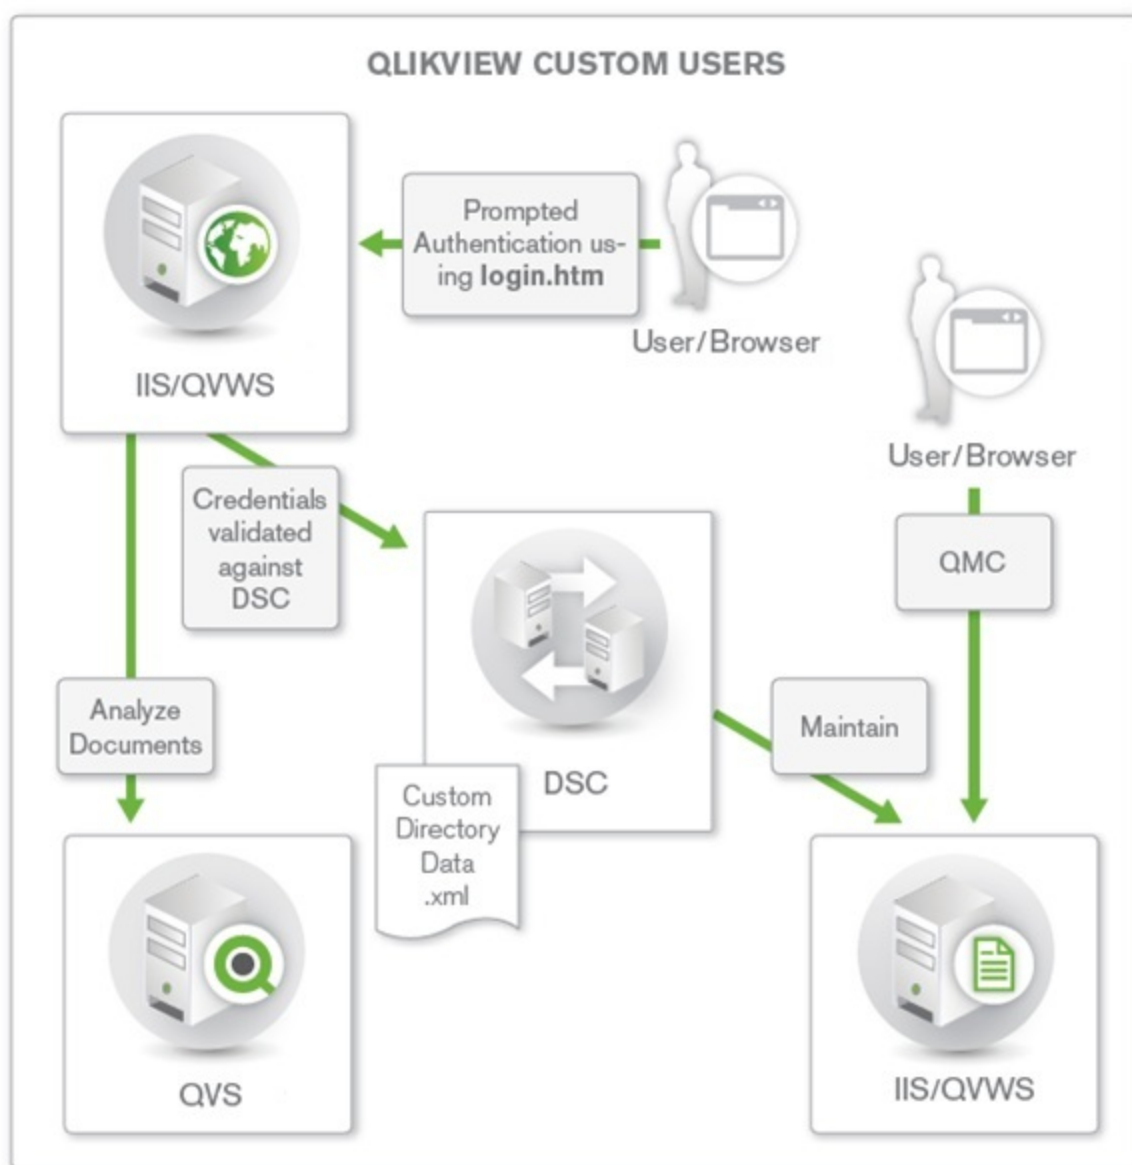 QLIKVIEW CUSTOM USERS
Prompted
Authentication us-
ing login.htm
User/Browser
IIS/QVWS
User/Browser
Credentials
validated
against
DSC
QMC
Analyze
Documents
Maintain
DSC
Custom
Directory
Data
.xml
QVS
IIS/QVWS